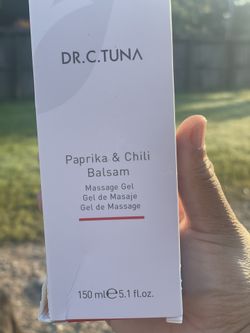 DR.C.TUNA
Paprika & Chili
Balsam
Massage Gel
Gel de Masaje
Gel de Massage
150 ml℮5.1 fl.oz.